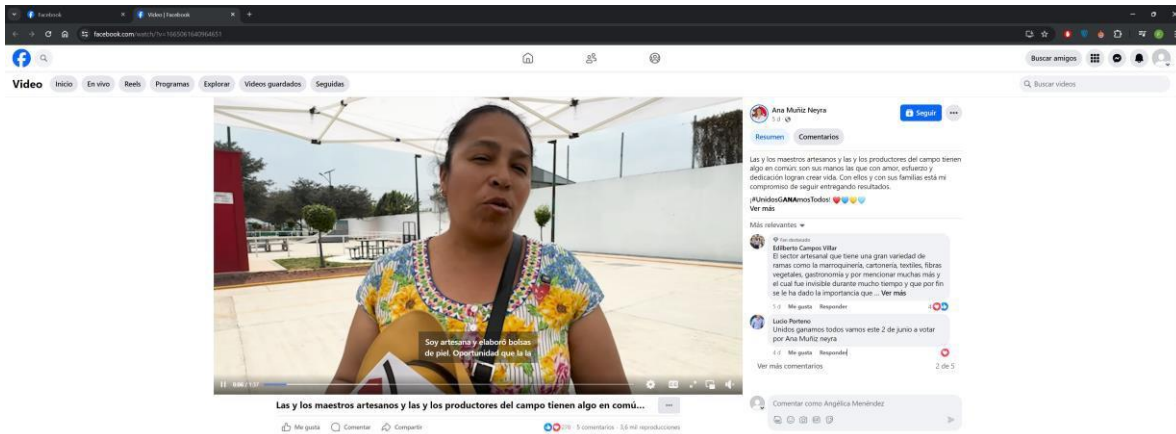 Facebook
Video | Facebook
facebook.com/watch/?v=1665061640964651
Buscar amigos
Video
Inicio
En vivo
Reels
Programas
Explorar
Videos guardados
Seguidas
Buscar videos
Soy artesana y elaboró bolsas
de piel. Oportunidad que la la
0:06 / 1:37
Las y los maestros artesanos y las y los productores del campo tienen algo en comú...
Me gusta
Comentar
Compartir
5 comentarios · 3,6 mil reproducciones
Ana Muñiz Neyra
5 d
Seguir
Resumen
Comentarios
Las y los maestros artesanos y las y los productores del campo tienen
algo en común; son sus manos las que con amor, esfuerzo y
dedicación logran crear vida. Con ellos y con sus familias está mi
compromiso de seguir entregando resultados.
¡#UnidosGANAmosTodos!
Ver más
Más relevantes
Fan destacado
Edilberto Campos Villar
El sector artesanal que tiene una gran variedad de
ramas como la marroquinería, cartonería, textiles, fibras
vegetales, gastronomía y por mencionar muchas más y
el cual fue invisible durante mucho tiempo y que por fin
se le ha dado la importancia que ... Ver más
5 d Me gusta Responder
4
Lucio Porteno
Unidos ganamos todos vamos este 2 de junio a votar
por Ana Muñiz neyra
4 d Me gusta Responder
Ver más comentarios
2 de 5
Comentar como Angélica Menéndez